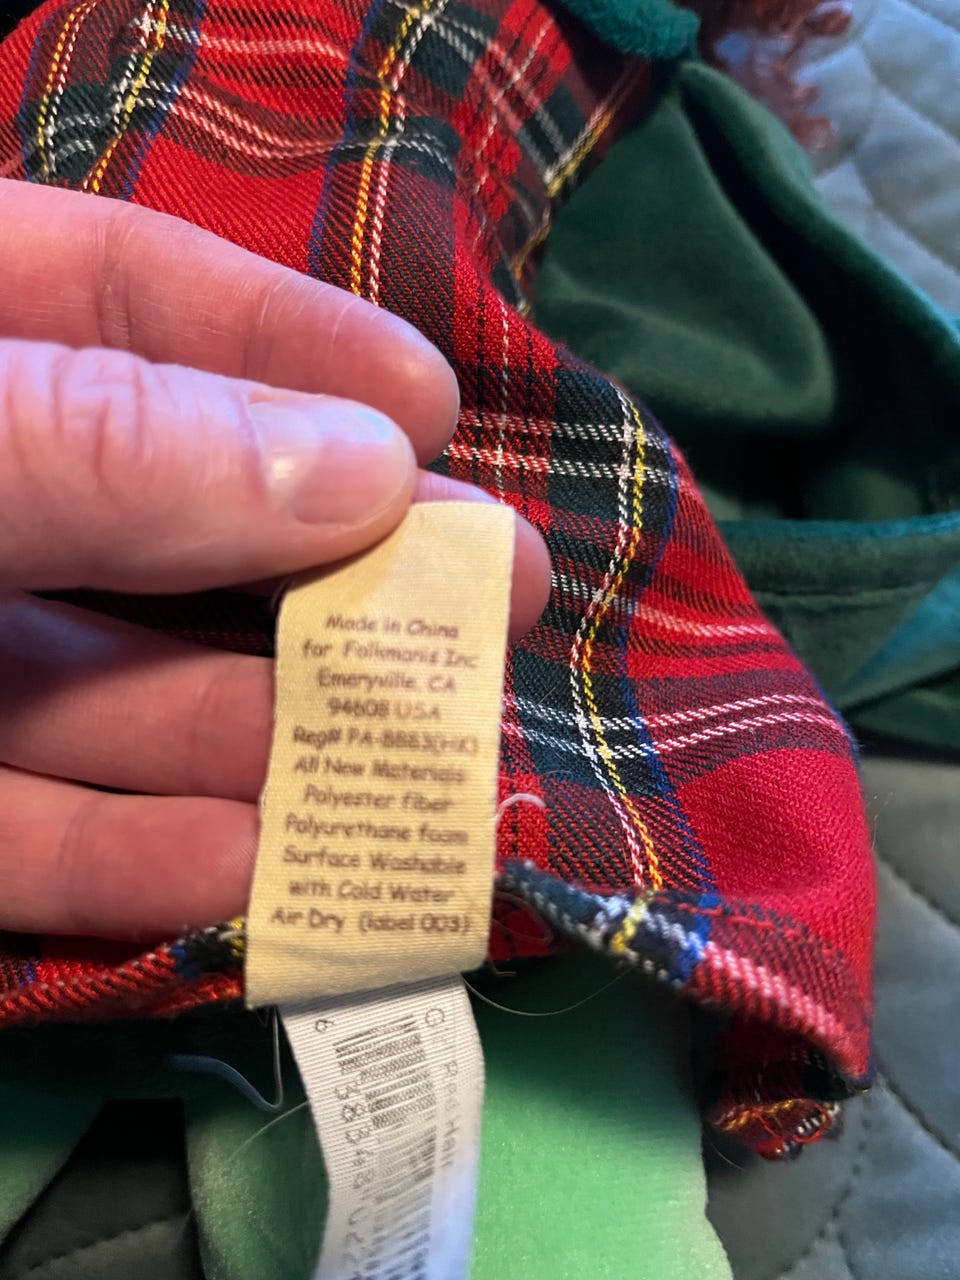 Made in China
for Folkmanis Inc
Emeryville, CA
94608 USA
Reg# PA-8883(HK)
All New Materials
Polyester fiber
Polyurethane foam
Surface Washable
with Cold Water
Air Dry (label 003)